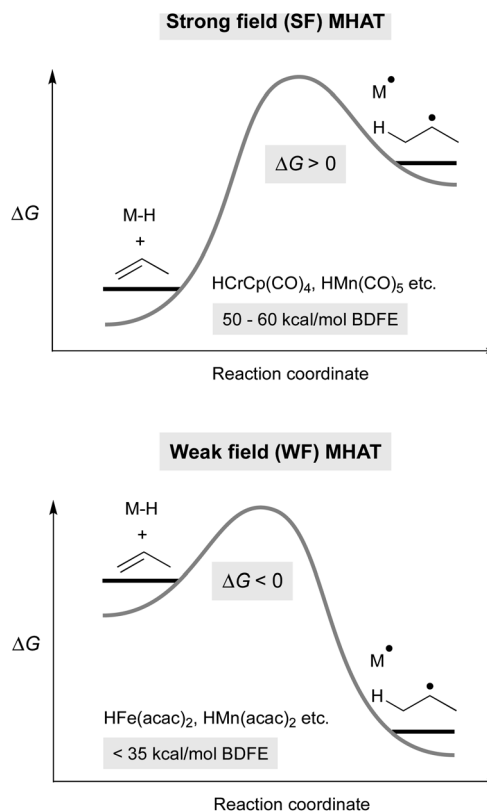 Strong field (SF) MHAT
M•
H
•
ΔG > 0
M-H
+
ΔG
HCrCp(CO)₄, HMn(CO)₅ etc.
50 - 60 kcal/mol BDFE
Reaction coordinate
Weak field (WF) MHAT
M-H
+
ΔG < 0
ΔG
M•
H
•
HFe(acac)₂, HMn(acac)₂ etc.
< 35 kcal/mol BDFE
Reaction coordinate